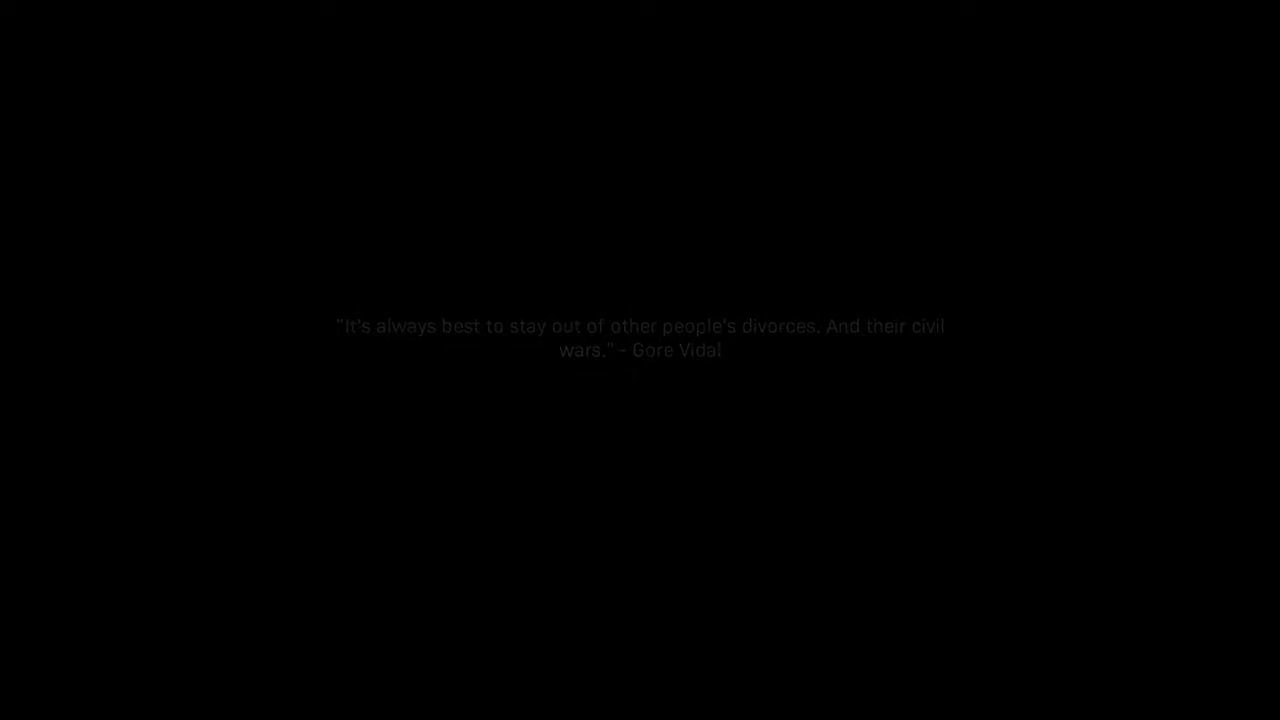 "It's always best to stay out of other people's divorces. And their civil
wars." - Gore Vidal